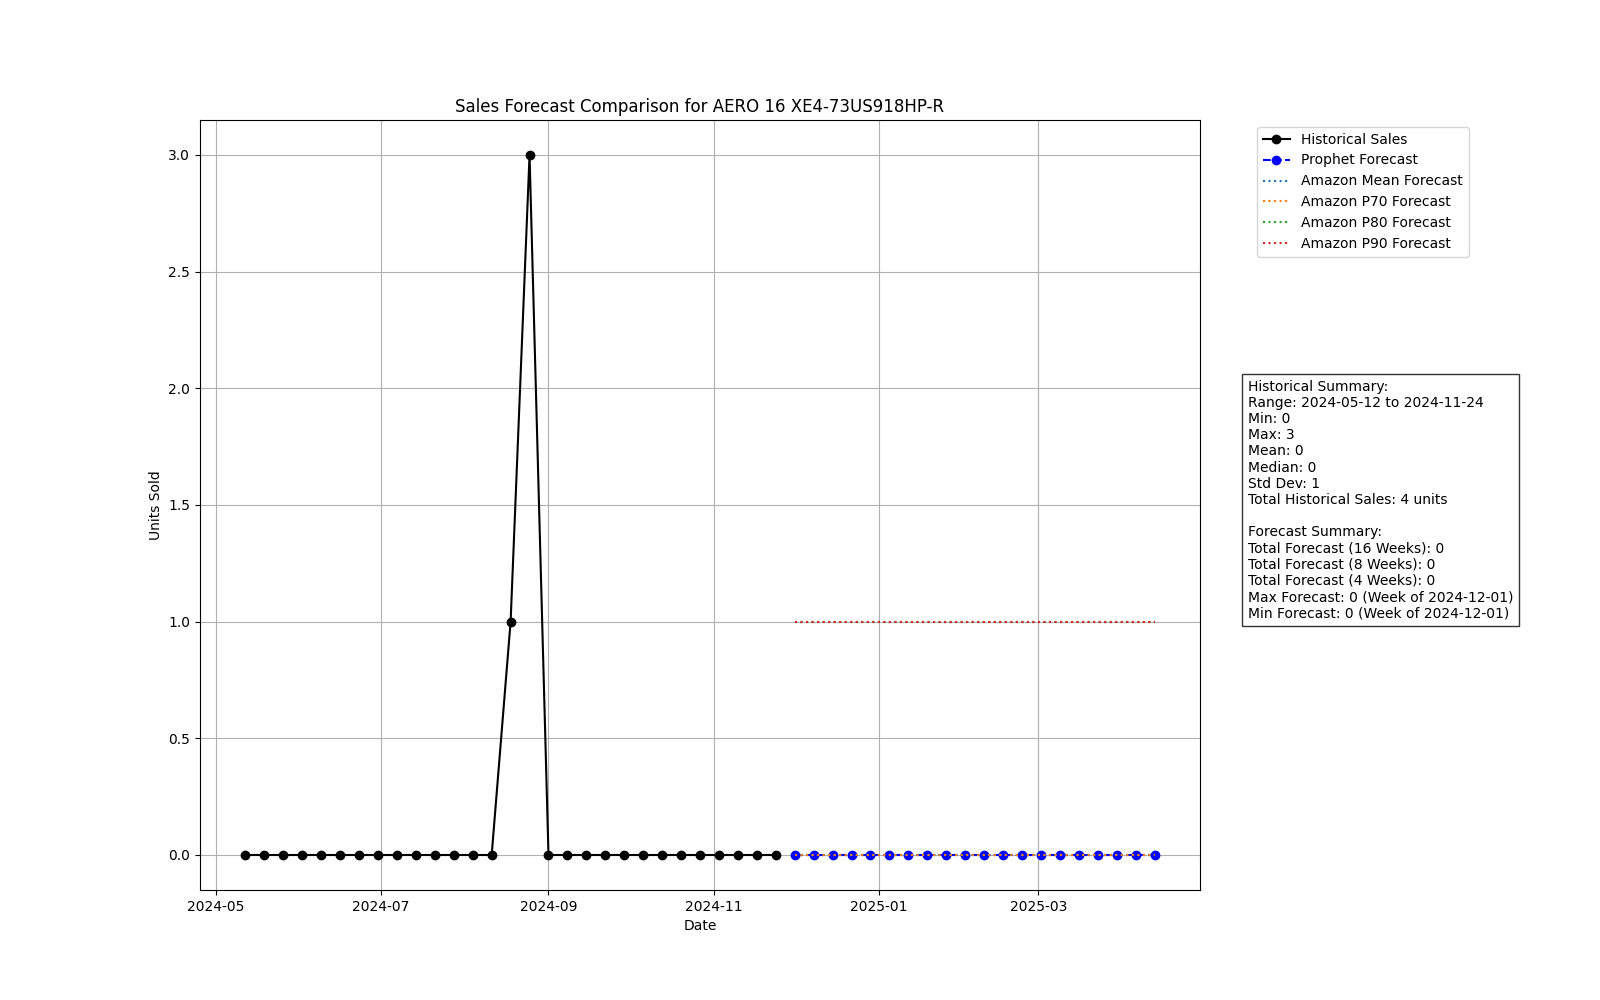 Sales Forecast Comparison for AERO 16 XE4-73US918HP-R
3.0
2.5
2.0
1.5
1.0
0.5
0.0
Units Sold
2024-05
2024-07
2024-09
2024-11
2025-01
2025-03
Date
Historical Sales
Prophet Forecast
Amazon Mean Forecast
Amazon P70 Forecast
Amazon P80 Forecast
Amazon P90 Forecast
Historical Summary:
Range: 2024-05-12 to 2024-11-24
Min: 0
Max: 3
Mean: 0
Median: 0
Std Dev: 1
Total Historical Sales: 4 units
Forecast Summary:
Total Forecast (16 Weeks): 0
Total Forecast (8 Weeks): 0
Total Forecast (4 Weeks): 0
Max Forecast: 0 (Week of 2024-12-01)
Min Forecast: 0 (Week of 2024-12-01)